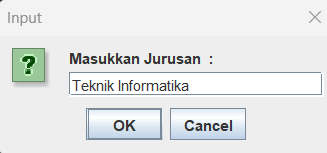 Input
Masukkan Jurusan  :
Teknik Informatika
OK Cancel